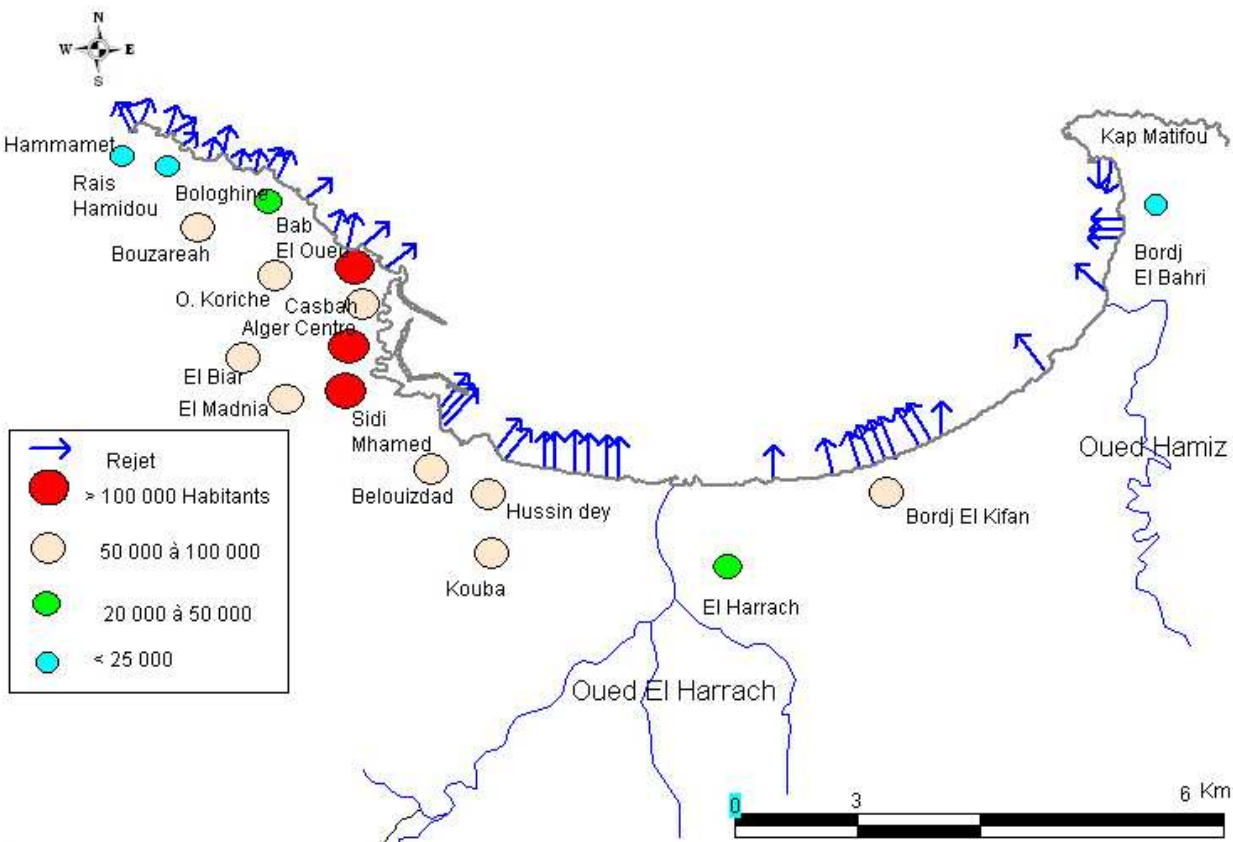 N
W E
S
Hammamet
Rais
Hamidou
Bologhine
Bouzareah
Bab
El Oued
O. Koriche
Casbah
Alger Centre
El Biar
El Madnia
Sidi
Mhamed
Belouizdad
Hussin dey
Kouba
El Harrach
Bordj El Kifan
Kap Matifou
Bordj
El Bahri
Oued Hamiz
Oued El Harrach
Rejet
> 100 000 Habitants
50 000 à 100 000
20 000 à 50 000
< 25 000
0 3 6 Km